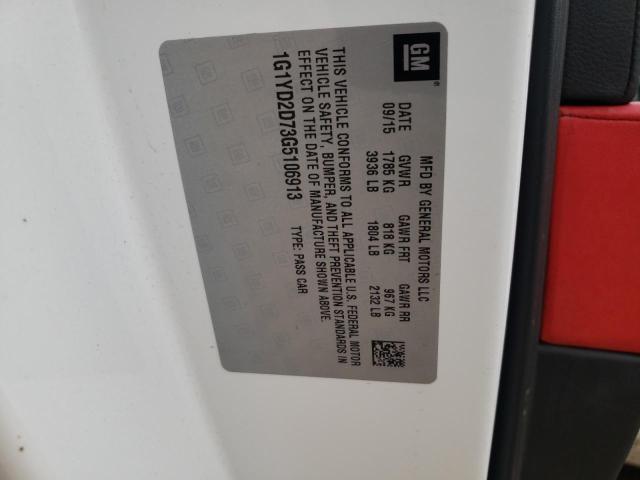 GM
®
MFD BY GENERAL MOTORS LLC
DATE GVWR GAWR FRT GAWR RR
09/15 1785 KG 818 KG 967 KG
3936 LB 1804 LB 2132 LB
THIS VEHICLE CONFORMS TO ALL APPLICABLE U.S. FEDERAL MOTOR
VEHICLE SAFETY, BUMPER, AND THEFT PREVENTION STANDARDS IN
EFFECT ON THE DATE OF MANUFACTURE SHOWN ABOVE.
1G1YD2D73G5106913 TYPE: PASS CAR